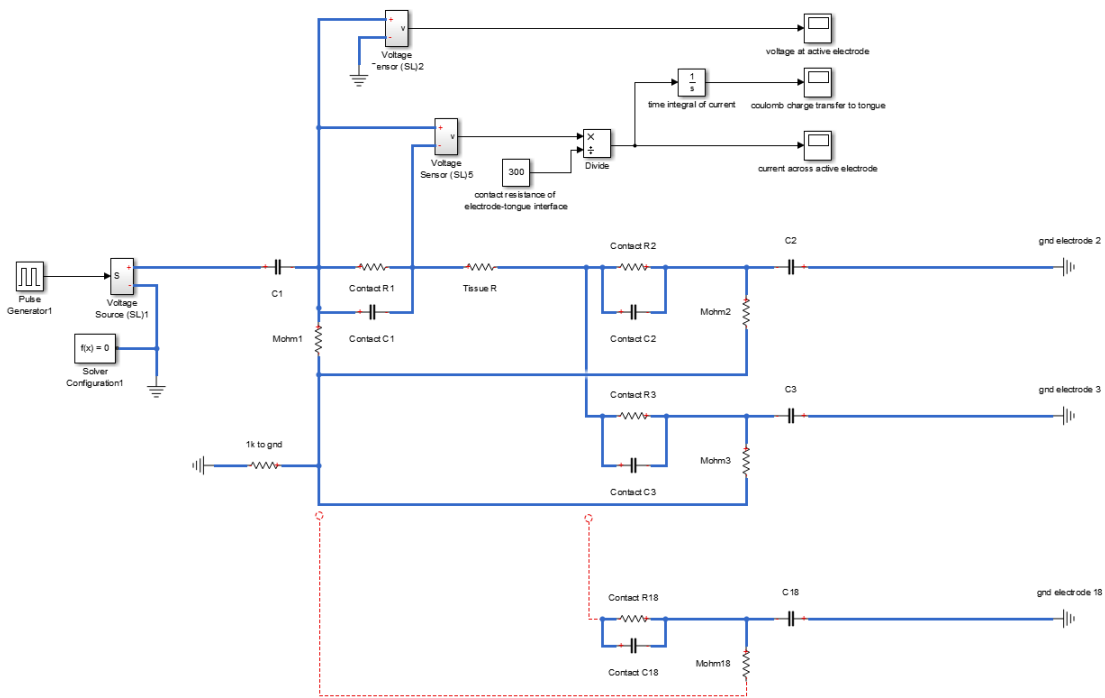 +
-
v
Voltage
Sensor (SL)2
voltage at active electrode
1
s
time integral of current
coulomb charge transfer to tongue
+
-
v
Voltage
Sensor (SL)5
×
÷
Divide
300
contact resistance of
electrode-tongue interface
current across active electrode
Pulse
Generator1
S
+
-
Voltage
Source (SL)1
f(x) = 0
Solver
Configuration1
+
C1
Contact R1
Contact C1
Tissue R
Mohm1
1k to gnd
Contact R2
Contact C2
C2
Mohm2
gnd electrode 2
Contact R3
Contact C3
C3
Mohm3
gnd electrode 3
Contact R18
Contact C18
C18
Mohm18
gnd electrode 18